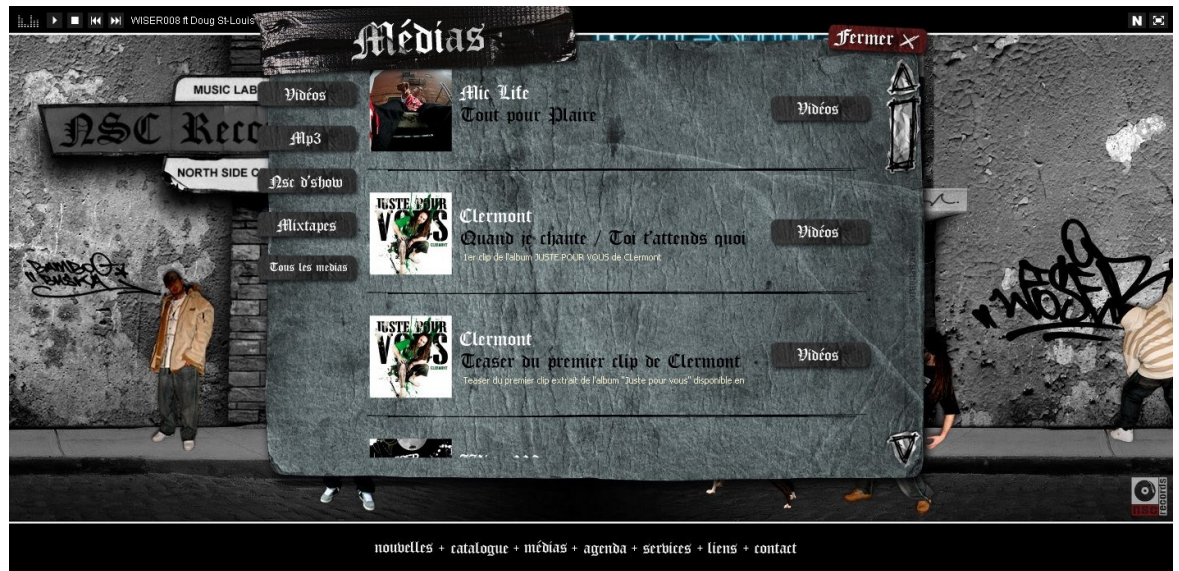 WISER008 ft Doug St-Louis
N
Médias
Fermer
MUSIC LAB
NSC Reco
NORTH SIDE C
Vidéos
Mp3
Nsc d'show
Mixtapes
Tous les medias
Mic Life
Tout pour Plaire
Vidéos
JUSTE POUR
VOUS
Clermont
Quand je chante / Toi t'attends quoi
1er clip de l'album JUSTE POUR VOUS de CLermont
Vidéos
JUSTE POUR
VOUS
Clermont
Teaser du premier clip de Clermont
Teaser du premier clip extrait de l'album "Juste pour vous" disponible en
Vidéos
BAMBOO
nsc
records
nouvelles + catalogue + médias + agenda + services + liens + contact